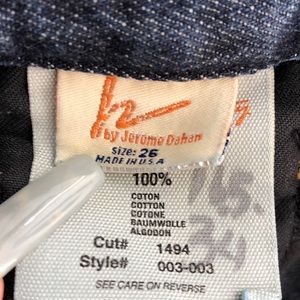 by Jerome Dahan
Size: 26
MADE IN U.S.A
100%
COTON
COTTON
COTONE
BAUMWOLLE
ALGODON
Cut# 1494
Style# 003-003
SEE CARE ON REVERSE